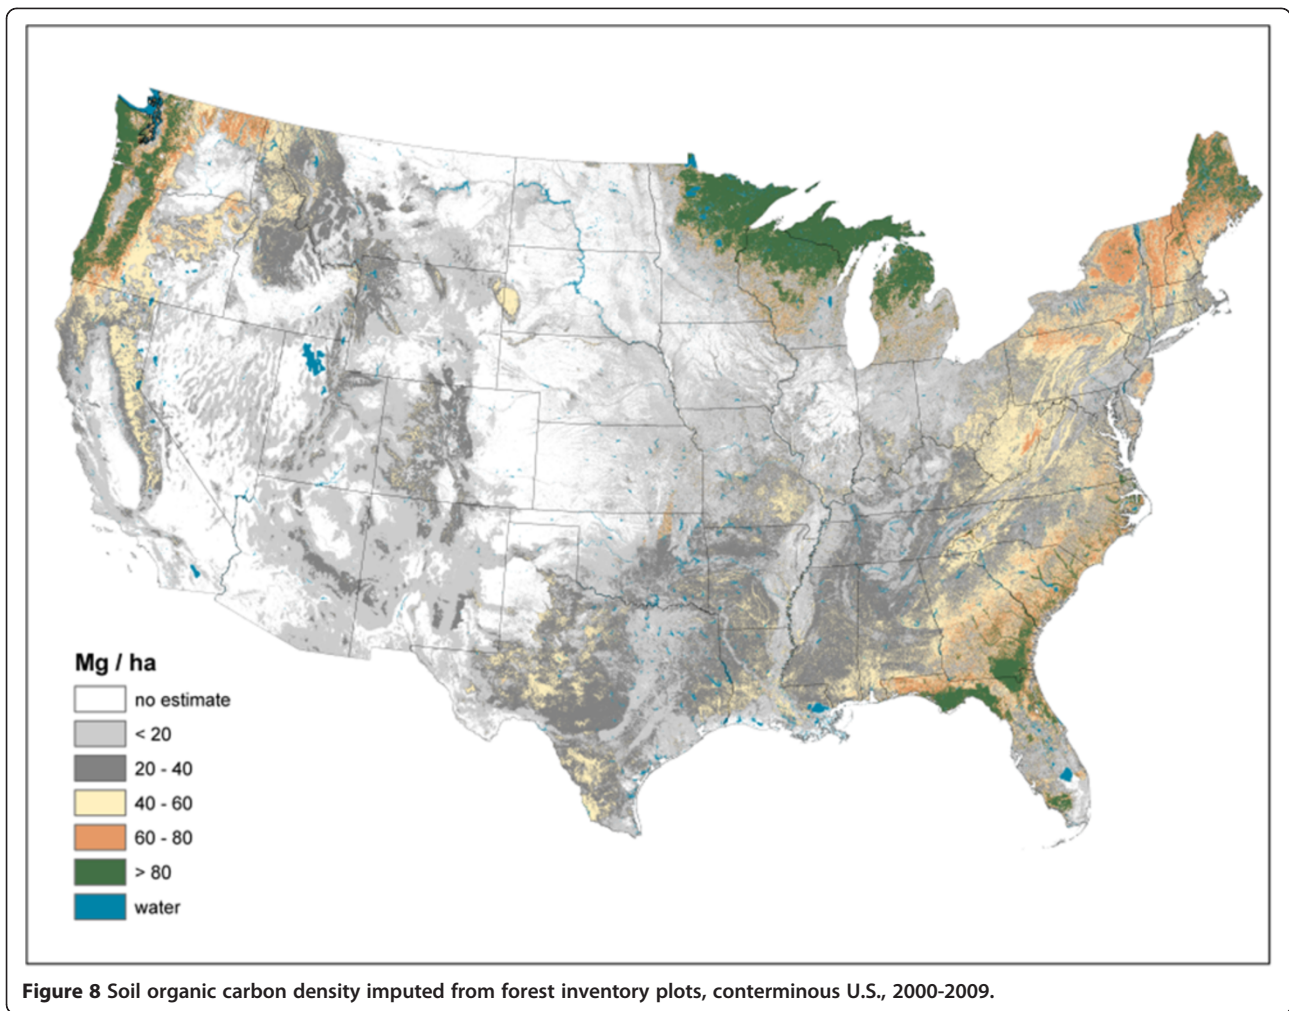 Mg / ha
no estimate
< 20
20 - 40
40 - 60
60 - 80
> 80
water
Figure 8 Soil organic carbon density imputed from forest inventory plots, conterminous U.S., 2000-2009.